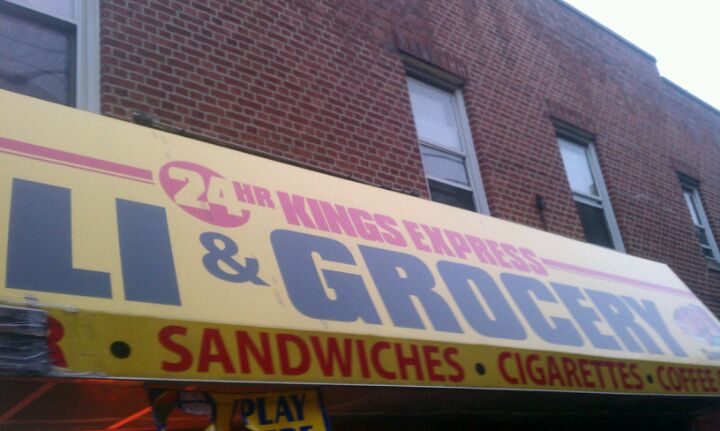 24 HR KINGS EXPRESS
LI & GROCERY
R • SANDWICHES • CIGARETTES • COFFEE
PLAY